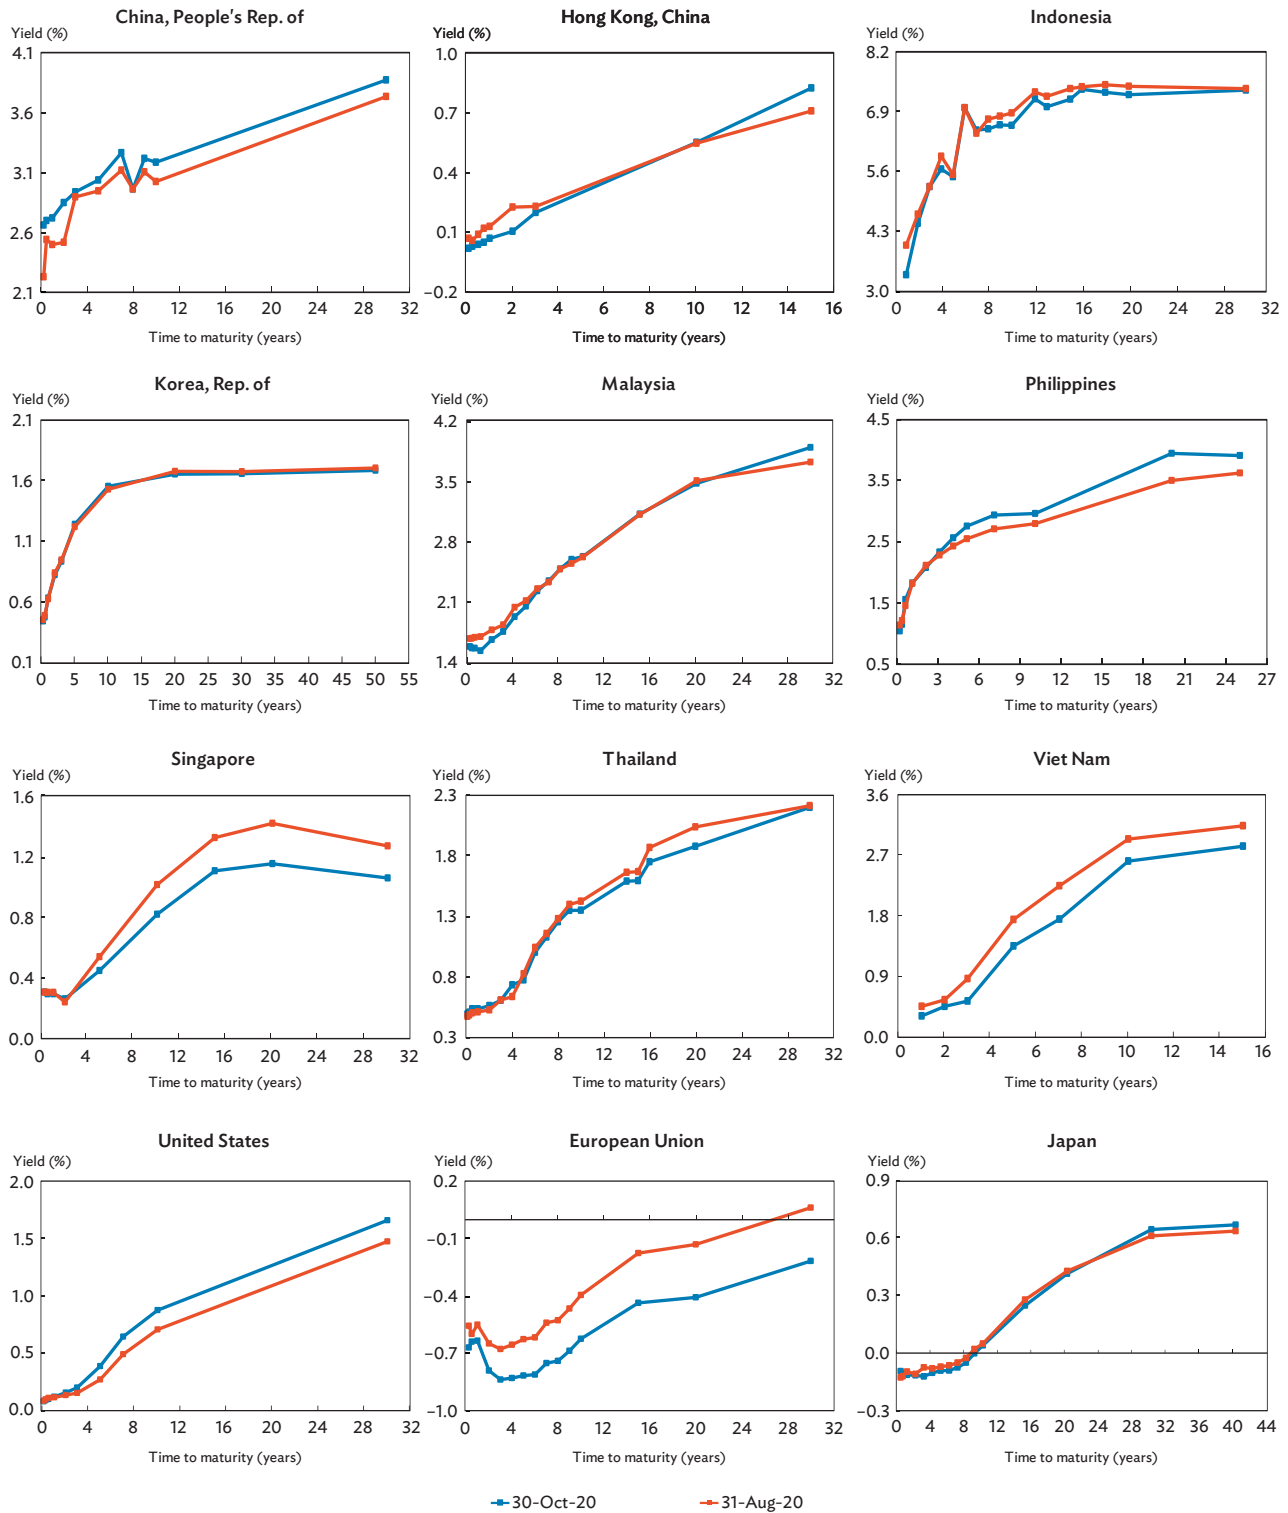 China, People's Rep. of
Yield (%)
4.1
3.6
3.1
2.6
2.1
0 4 8 12 16 20 24 28 32
Time to maturity (years)
Hong Kong, China
Yield (%)
1.0
0.7
0.4
0.1
–0.2
0 2 4 6 8 10 12 14 16
Time to maturity (years)
Indonesia
Yield (%)
8.2
6.9
5.6
4.3
3.0
0 4 8 12 16 20 24 28 32
Time to maturity (years)
Korea, Rep. of
Yield (%)
2.1
1.6
1.1
0.6
0.1
0 5 10 15 20 25 30 35 40 45 50 55
Time to maturity (years)
Malaysia
Yield (%)
4.2
3.5
2.8
2.1
1.4
0 4 8 12 16 20 24 28 32
Time to maturity (years)
Philippines
Yield (%)
4.5
3.5
2.5
1.5
0.5
0 3 6 9 12 15 18 21 24 27
Time to maturity (years)
Singapore
Yield (%)
1.6
1.2
0.8
0.4
0.0
0 4 8 12 16 20 24 28 32
Time to maturity (years)
Thailand
Yield (%)
2.3
1.8
1.3
0.8
0.3
0 4 8 12 16 20 24 28 32
Time to maturity (years)
Viet Nam
Yield (%)
3.6
2.7
1.8
0.9
0.0
0 2 4 6 8 10 12 14 16
Time to maturity (years)
United States
Yield (%)
2.0
1.5
1.0
0.5
0.0
0 4 8 12 16 20 24 28 32
Time to maturity (years)
European Union
Yield (%)
0.2
–0.1
–0.4
–0.7
–1.0
0 4 8 12 16 20 24 28 32
Time to maturity (years)
Japan
Yield (%)
0.9
0.6
0.3
0.0
–0.3
0 4 8 12 16 20 24 28 32 36 40 44
Time to maturity (years)
30-Oct-20
31-Aug-20